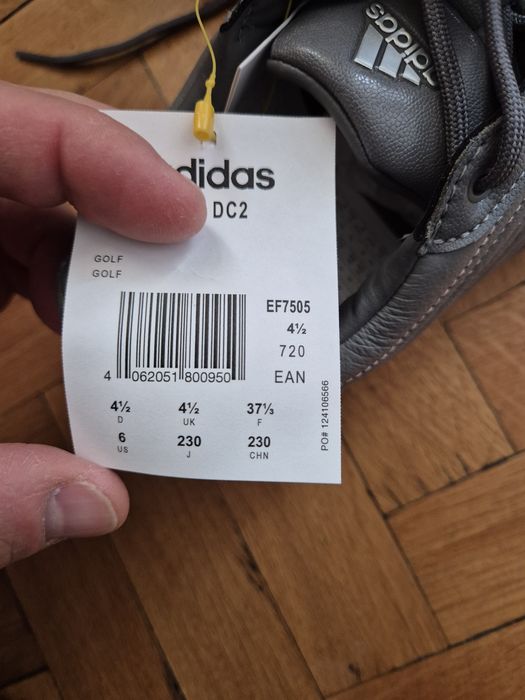 adidas
adidas
DC2
GOLF
GOLF
EF7505
4½
720
EAN
4 062051 800950
4½ 4½ 37⅓
D UK F
6 230 230
US J CHN
PO# 124106566